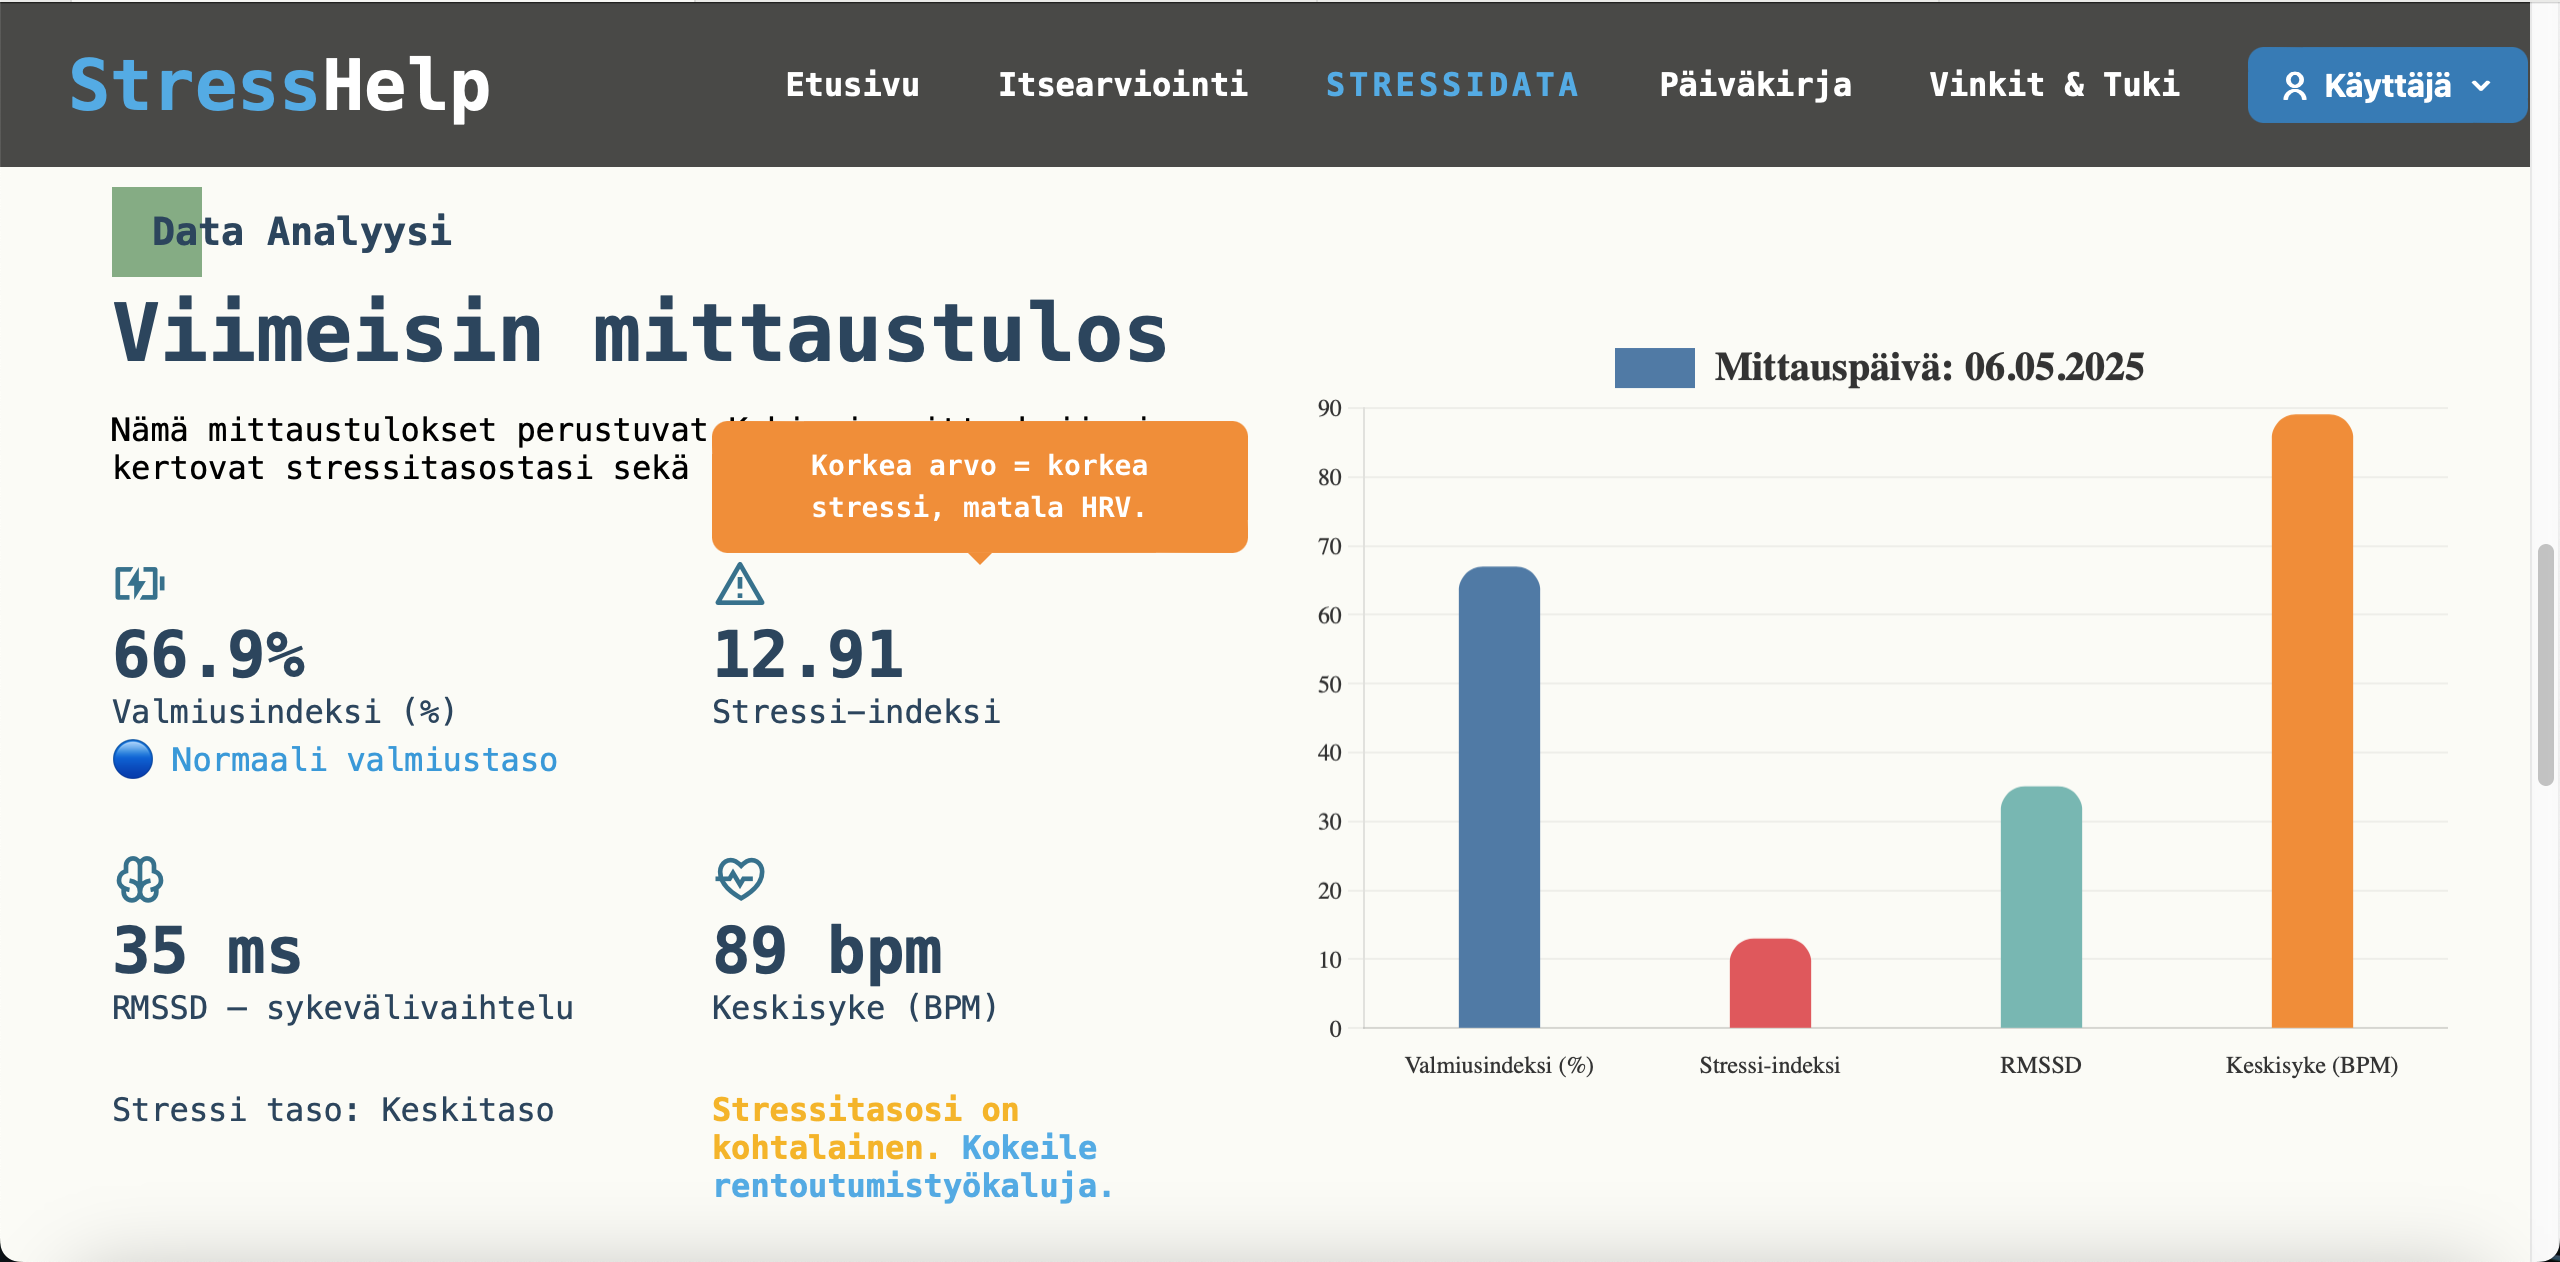 StressHelp
Etusivu
Itsearviointi
STRESSIDATA
Päiväkirja
Vinkit & Tuki
Käyttäjä
Data Analyysi
Viimeisin mittaustulos
Nämä mittaustulokset perustuvat
kertovat stressitasostasi sekä
Korkea arvo = korkea
stressi, matala HRV.
66.9%
Valmiusindeksi (%)
Normaali valmiustaso
12.91
Stressi-indeksi
35 ms
RMSSD – sykevälivaihtelu
89 bpm
Keskisyke (BPM)
Stressi taso: Keskitaso
Stressitasosi on
kohtalainen. Kokeile
rentoutumistyökaluja.
Mittauspäivä: 06.05.2025
90
80
70
60
50
40
30
20
10
0
Valmiusindeksi (%)
Stressi-indeksi
RMSSD
Keskisyke (BPM)